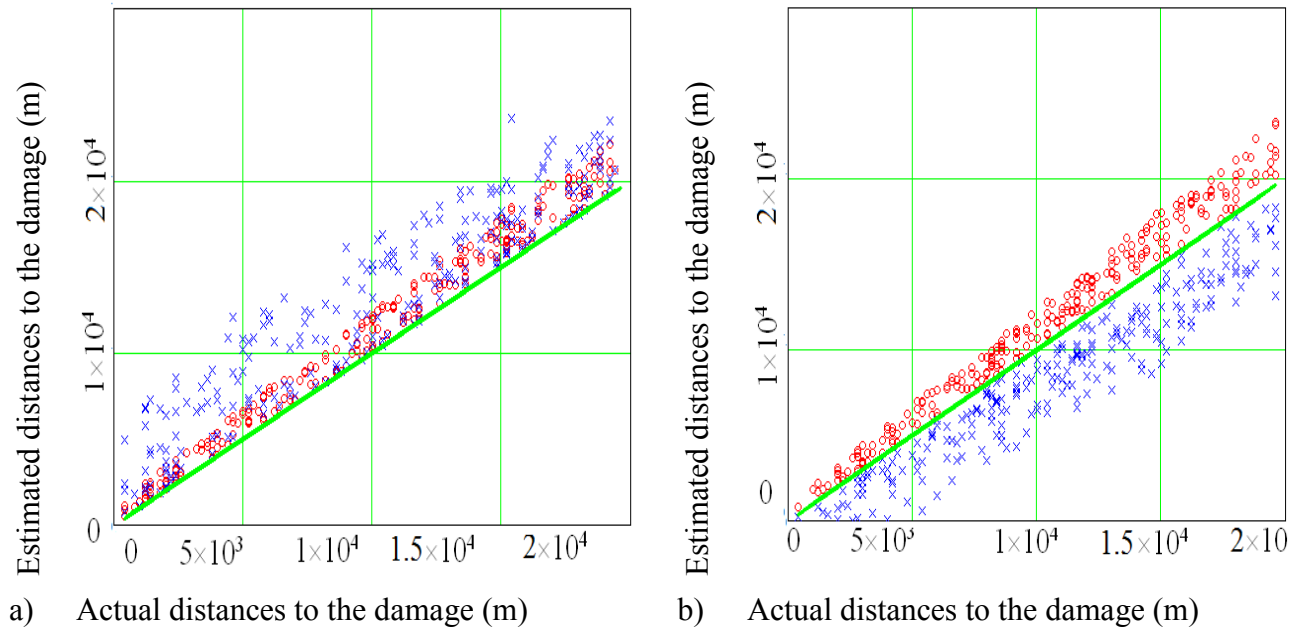 Estimated distances to the damage (m)
2×10⁴
1×10⁴
0
0 5×10³ 1×10⁴ 1.5×10⁴ 2×10⁴
a) Actual distances to the damage (m)
Estimated distances to the damage (m)
2×10⁴
1×10⁴
0
0 5×10³ 1×10⁴ 1.5×10⁴ 2×10
b) Actual distances to the damage (m)